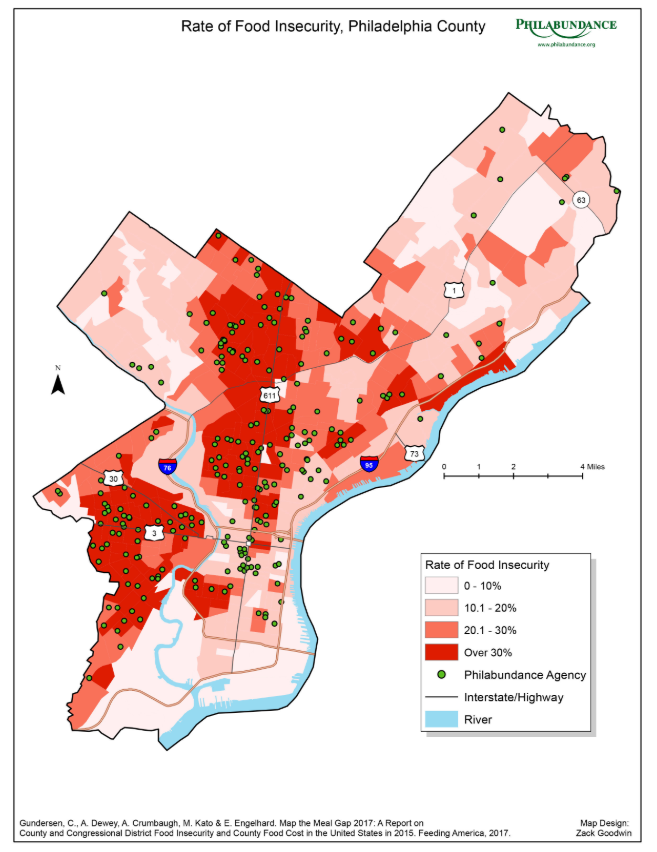 Rate of Food Insecurity, Philadelphia County
PHILABUNDANCE
www.philabundance.org
63
1
N
611
73
76
95
30
3
0 1 2 4 Miles
Rate of Food Insecurity
0 - 10%
10.1 - 20%
20.1 - 30%
Over 30%
Philabundance Agency
Interstate/Highway
River
Gundersen, C., A. Dewey, A. Crumbaugh, M. Kato & E. Engelhard. Map the Meal Gap 2017: A Report on
County and Congressional District Food Insecurity and County Food Cost in the United States in 2015. Feeding America, 2017.
Map Design:
Zack Goodwin